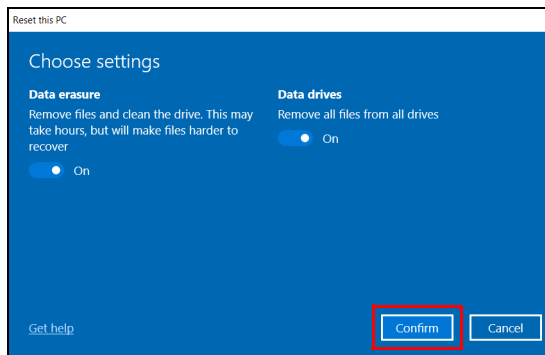 Reset this PC
Choose settings
Data erasure
Remove files and clean the drive. This may
take hours, but will make files harder to
recover
On
Data drives
Remove all files from all drives
On
Get help
Confirm
Cancel